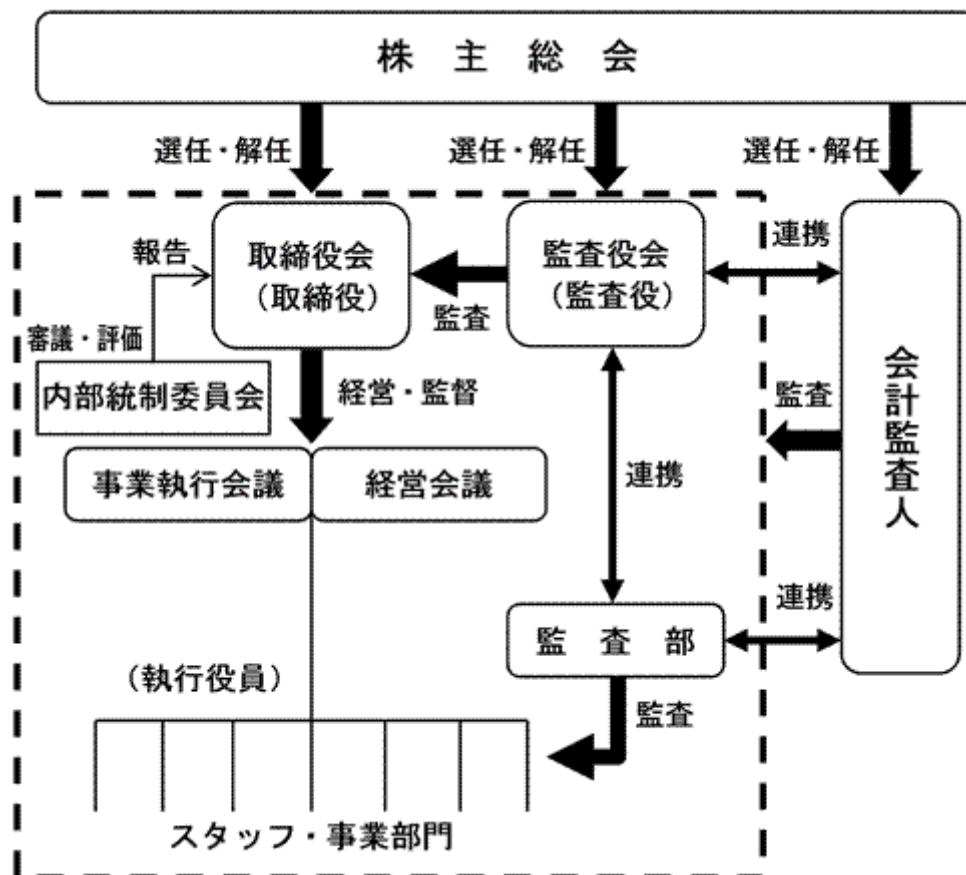 株主総会
選任・解任
選任・解任
選任・解任
取締役会
(取締役)
監査役会
(監査役)
連携
報告
監査
審議・評価
内部統制委員会
経営・監督
会計監査人
監査
事業執行会議
経営会議
連携
連携
監査部
(執行役員)
監査
スタッフ・事業部門